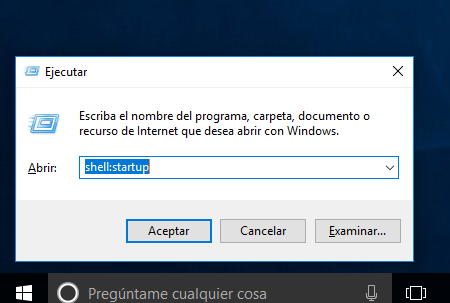 Ejecutar
Escriba el nombre del programa, carpeta, documento o
recurso de Internet que desea abrir con Windows.
Abrir: shell:startup
Aceptar Cancelar Examinar...
Pregúntame cualquier cosa